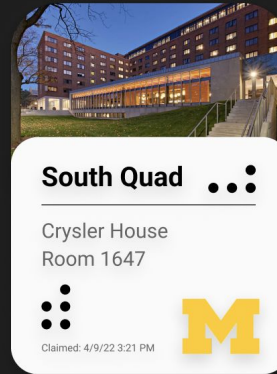 South Quad
Crysler House
Room 1647
Claimed: 4/9/22 3:21 PM
M